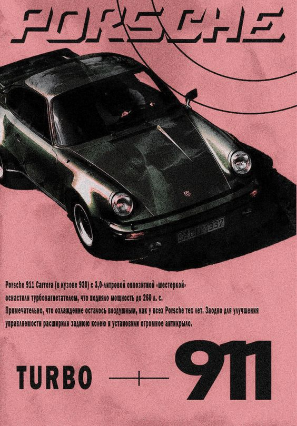 PORSCHE
Porsche 911 Carrera (в кузове 930) с 3,0-литровой оппозитной «шестеркой»
оснастили турбонагнетателем, что подняло мощность до 260 л. с.
Примечательно, что охлаждение осталось воздушным, как у всех Porsche тех лет. Заодно для улучшения
управляемости расширили заднюю колею и установили огромное антикрыло.
TURBO
911